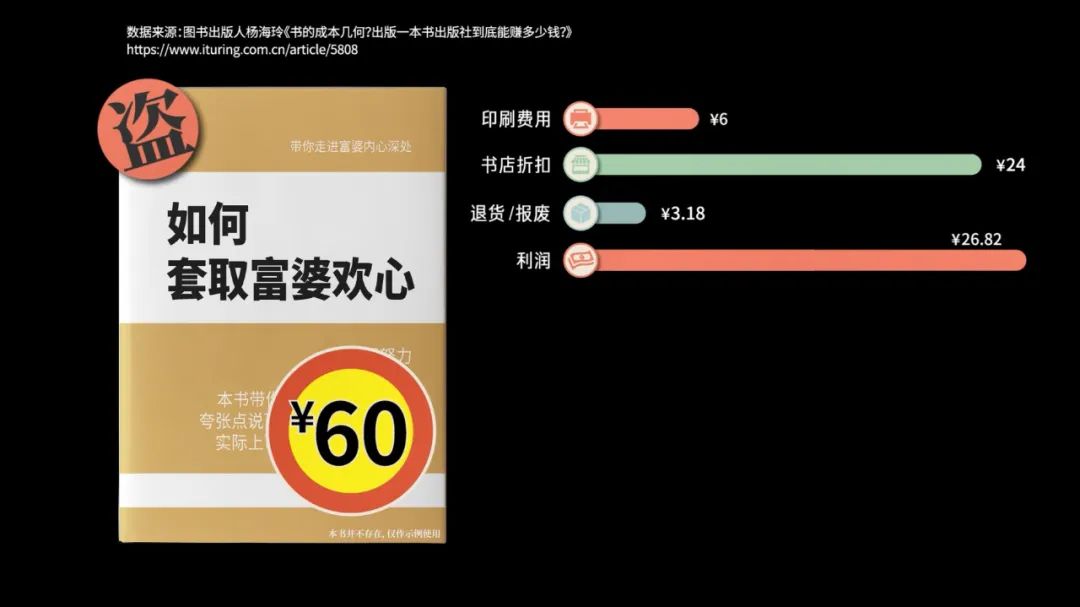 数据来源:图书出版人杨海玲《书的成本几何?出版一本书出版社到底能赚多少钱?》
https://www.ituring.com.cn/article/5808
盗
带你走进富婆内心深处
如何
套取富婆欢心
努力
本书带你
夸张点说
实际上
¥60
本书并不存在,仅作示例使用
印刷费用 ¥6
书店折扣 ¥24
退货/报废 ¥3.18
利润 ¥26.82